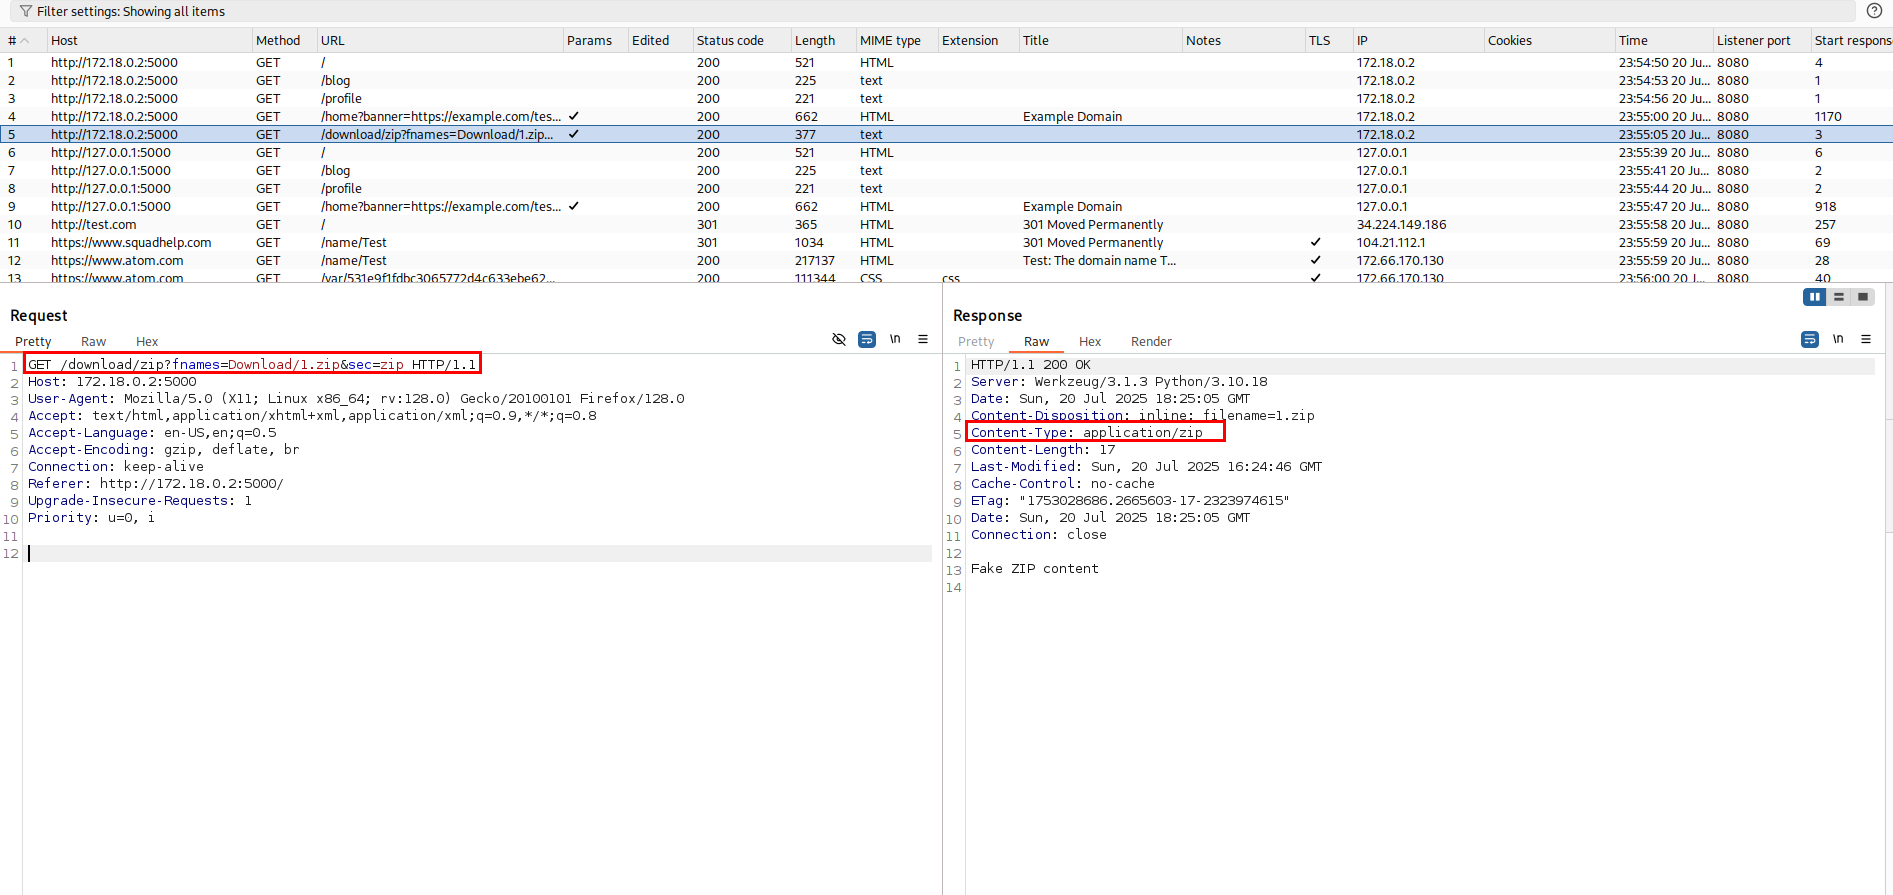 Filter settings: Showing all items
# Host Method URL Params Edited Status code Length MIME type Extension Title Notes TLS IP Cookies Time Listener port Start respons
1 http://172.18.0.2:5000 GET / 200 521 HTML 172.18.0.2 23:54:50 20 Ju... 8080 4
2 http://172.18.0.2:5000 GET /blog 200 225 text 172.18.0.2 23:54:53 20 Ju... 8080 1
3 http://172.18.0.2:5000 GET /profile 200 221 text 172.18.0.2 23:54:56 20 Ju... 8080 1
4 http://172.18.0.2:5000 GET /home?banner=https://example.com/tes... ✓ 200 662 HTML Example Domain 172.18.0.2 23:55:00 20 Ju... 8080 1170
5 http://172.18.0.2:5000 GET /download/zip?fnames=Download/1.zip... ✓ 200 377 text 172.18.0.2 23:55:05 20 Ju... 8080 3
6 http://127.0.0.1:5000 GET / 200 521 HTML 127.0.0.1 23:55:39 20 Ju... 8080 6
7 http://127.0.0.1:5000 GET /blog 200 225 text 127.0.0.1 23:55:41 20 Ju... 8080 2
8 http://127.0.0.1:5000 GET /profile 200 221 text 127.0.0.1 23:55:44 20 Ju... 8080 2
9 http://127.0.0.1:5000 GET /home?banner=https://example.com/tes... ✓ 200 662 HTML Example Domain 127.0.0.1 23:55:47 20 Ju... 8080 918
10 http://test.com GET / 301 365 HTML 301 Moved Permanently 34.224.149.186 23:55:58 20 Ju... 8080 257
11 https://www.squadhelp.com GET /name/Test 301 1034 HTML 301 Moved Permanently ✓ 104.21.112.1 23:55:59 20 Ju... 8080 69
12 https://www.atom.com GET /name/Test 200 217137 HTML Test: The domain name T... ✓ 172.66.170.130 23:55:59 20 Ju... 8080 28
13 https://www.atom.com GET /var/531e9f1fdbc3065772d4c633ebe62... 200 111344 CSS css ✓ 172.66.170.130 23:56:00 20 Ju... 8080 40
Request
Pretty Raw Hex \n
1 GET /download/zip?fnames=Download/1.zip&sec=zip HTTP/1.1
2 Host: 172.18.0.2:5000
3 User-Agent: Mozilla/5.0 (X11; Linux x86_64; rv:128.0) Gecko/20100101 Firefox/128.0
4 Accept: text/html,application/xhtml+xml,application/xml;q=0.9,*/*;q=0.8
5 Accept-Language: en-US,en;q=0.5
6 Accept-Encoding: gzip, deflate, br
7 Connection: keep-alive
8 Referer: http://172.18.0.2:5000/
9 Upgrade-Insecure-Requests: 1
10 Priority: u=0, i
11
12
Response
Pretty Raw Hex Render \n
1 HTTP/1.1 200 OK
2 Server: Werkzeug/3.1.3 Python/3.10.18
3 Date: Sun, 20 Jul 2025 18:25:05 GMT
4 Content-Disposition: inline; filename=1.zip
5 Content-Type: application/zip
6 Content-Length: 17
7 Last-Modified: Sun, 20 Jul 2025 16:24:46 GMT
8 Cache-Control: no-cache
9 ETag: "1753028686.2665603-17-2323974615"
10 Date: Sun, 20 Jul 2025 18:25:05 GMT
11 Connection: close
12
13 Fake ZIP content
14